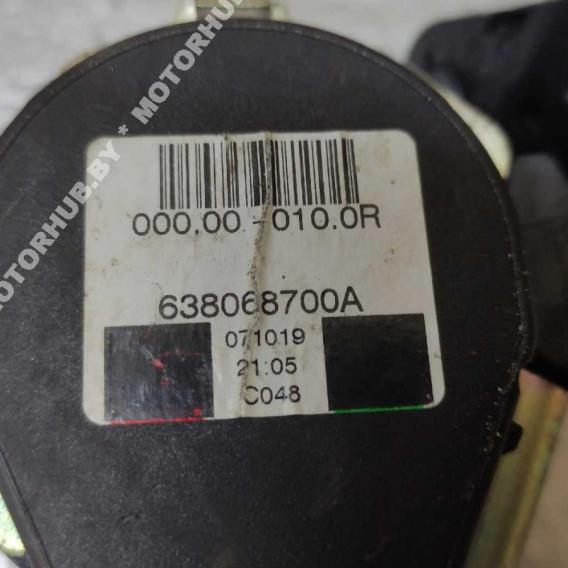 MOTORHUB.BY * MOTORHUB
000.00-010.0R
638068700A
071019
21:05
C048